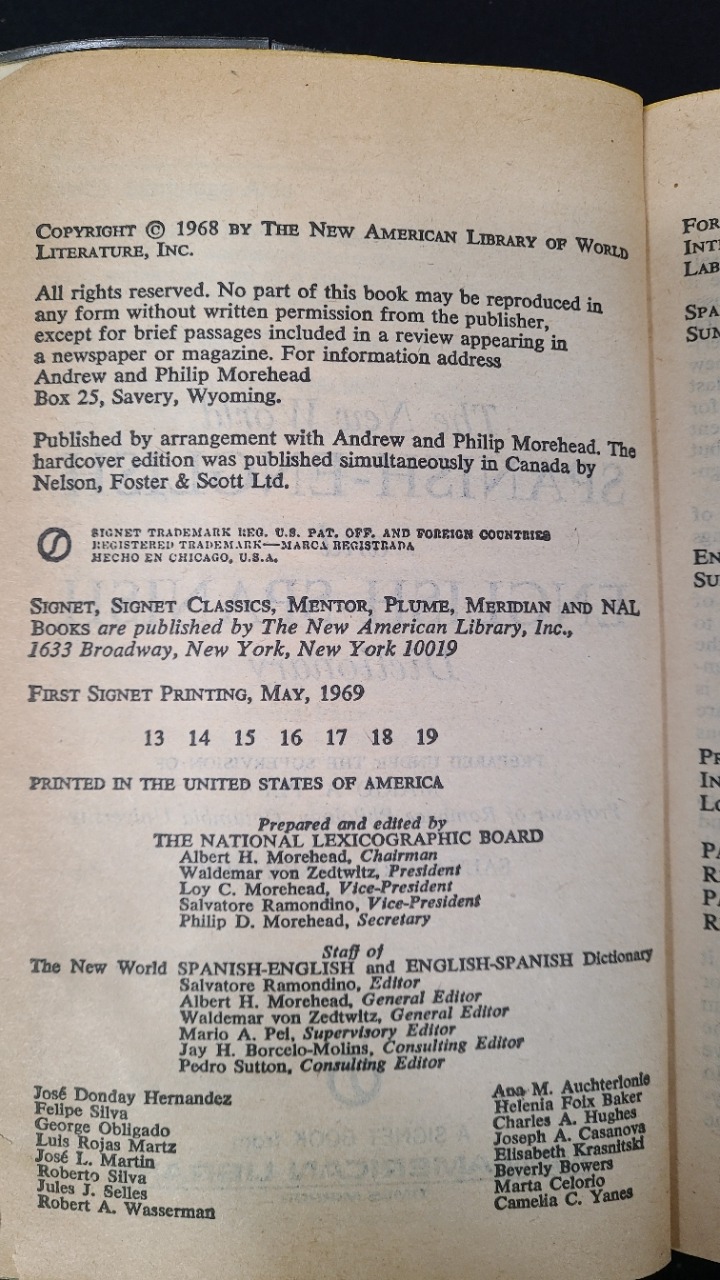 COPYRIGHT © 1968 BY THE NEW AMERICAN LIBRARY OF WORLD
LITERATURE, INC.
All rights reserved. No part of this book may be reproduced in
any form without written permission from the publisher,
except for brief passages included in a review appearing in
a newspaper or magazine. For information address
Andrew and Philip Morehead
Box 25, Savery, Wyoming.
Published by arrangement with Andrew and Philip Morehead. The
hardcover edition was published simultaneously in Canada by
Nelson, Foster & Scott Ltd.
SIGNET TRADEMARK REG. U.S. PAT. OFF. AND FOREIGN COUNTRIES
REGISTERED TRADEMARK—MARCA REGISTRADA
HECHO EN CHICAGO, U.S.A.
SIGNET, SIGNET CLASSICS, MENTOR, PLUME, MERIDIAN AND NAL
BOOKS are published by The New American Library, Inc.,
1633 Broadway, New York, New York 10019
FIRST SIGNET PRINTING, MAY, 1969
13 14 15 16 17 18 19
PRINTED IN THE UNITED STATES OF AMERICA
Prepared and edited by
THE NATIONAL LEXICOGRAPHIC BOARD
Albert H. Morehead, Chairman
Waldemar von Zedtwitz, President
Loy C. Morehead, Vice-President
Salvatore Ramondino, Vice-President
Philip D. Morehead, Secretary
Staff of
The New World SPANISH-ENGLISH and ENGLISH-SPANISH Dictionary
Salvatore Ramondino, Editor
Albert H. Morehead, General Editor
Waldemar von Zedtwitz, General Editor
Mario A. Pei, Supervisory Editor
Jay H. Borcelo-Molins, Consulting Editor
Pedro Sutton, Consulting Editor
José Donday Hernandez
Felipe Silva
George Obligado
Luis Rojas Martz
José L. Martin
Roberto Silva
Jules J. Selles
Robert A. Wasserman
Ana M. Auchterlonie
Helenia Foix Baker
Charles A. Hughes
Joseph A. Casanova
Elisabeth Krasnitski
Beverly Bowers
Marta Celorio
Camelia C. Yanes